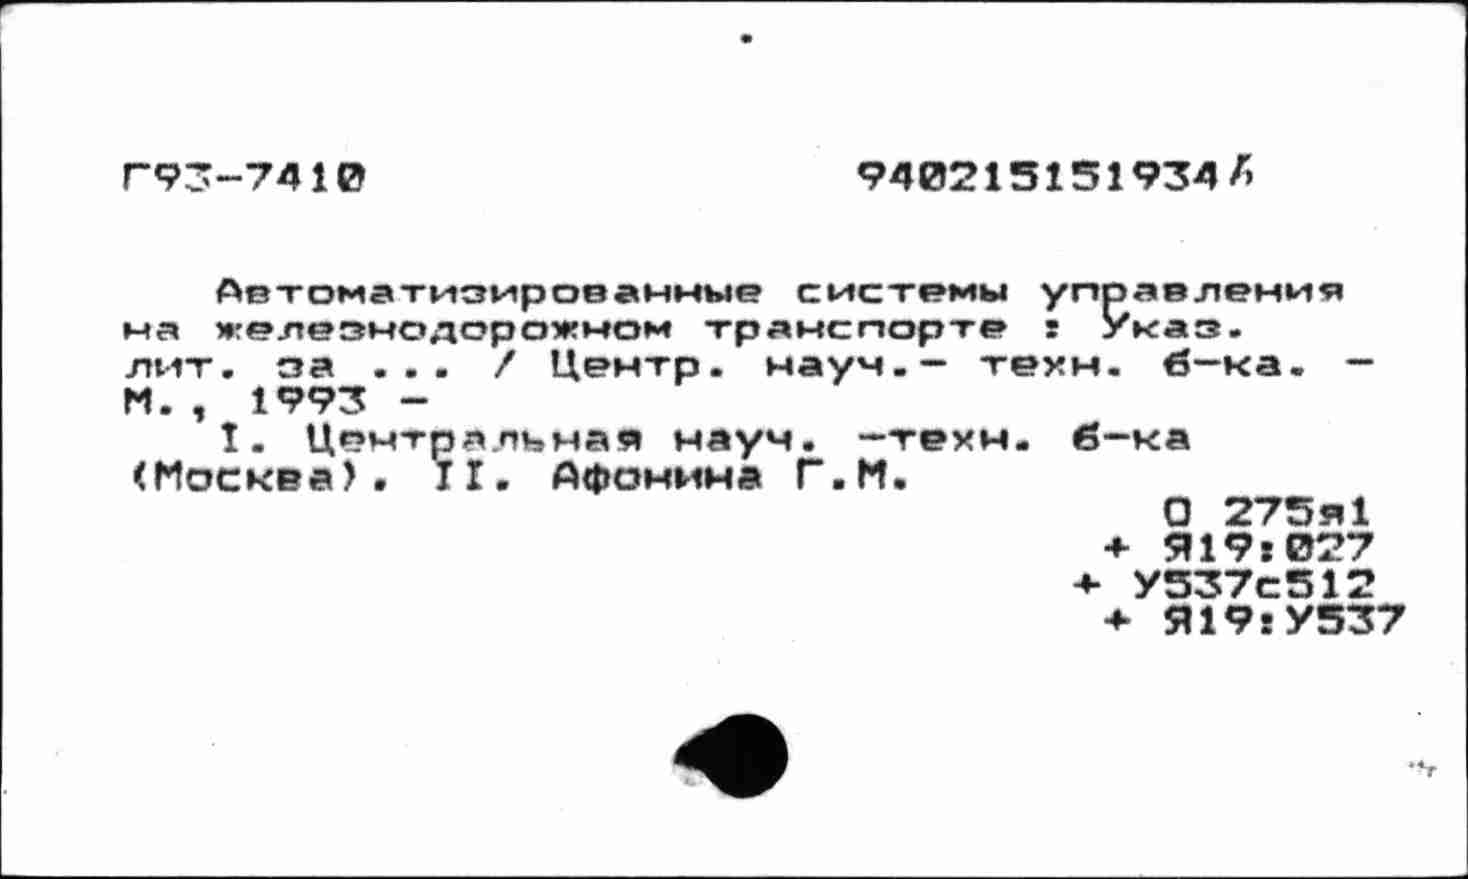 Г93-7410 940215151934
Автоматизированные системы управления
на железнодорожном транспорте : Указ.
лит. за ... / Центр. науч.- техн. б-ка. -
М., 1993 -
I. Центральная науч. -техн. б-ка
(Москва). II. Афонина Г.М.
О 275я1
+ Я19:027
+ У537с512
+ Я19:У537